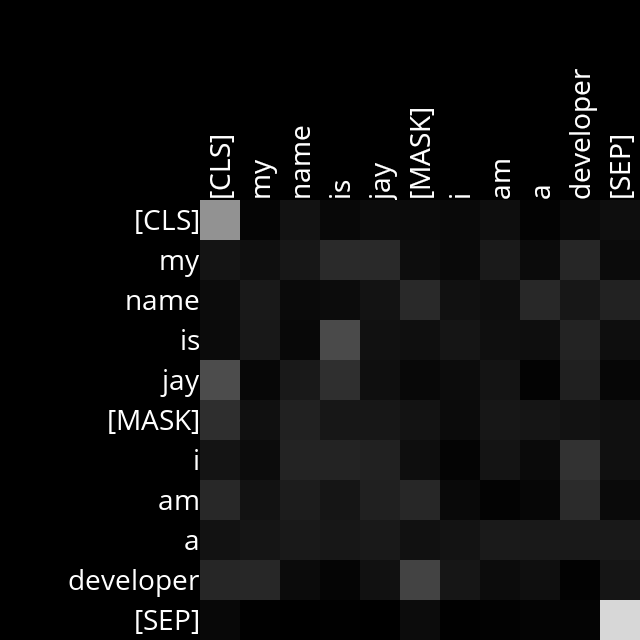 [CLS]
my
name
is
jay
[MASK]
i
am
a
developer
[SEP]
[CLS]
my
name
is
jay
[MASK]
i
am
a
developer
[SEP]